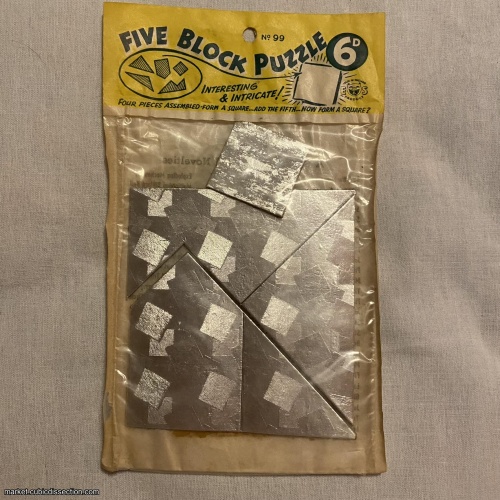 FIVE BLOCK PUZZLE
Nº 99
6D
INTERESTING
& INTRICATE!
FOUR PIECES ASSEMBLED-FORM A SQUARE...ADD THE FIFTH...NOW FORM A SQUARE?
Novelties
market.cubicdissection.com